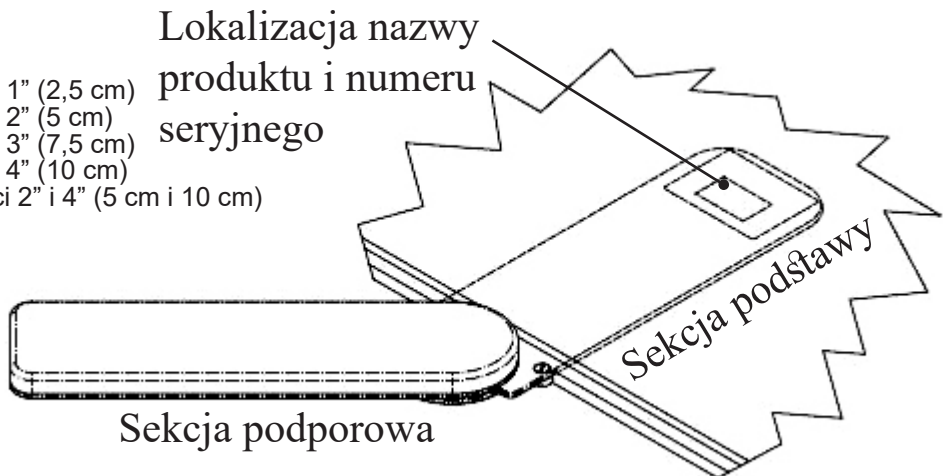 Lokalizacja nazwy
produktu i numeru
seryjnego
1” (2,5 cm)
2” (5 cm)
3” (7,5 cm)
4” (10 cm)
ci 2” i 4” (5 cm i 10 cm)
Sekcja podstawy
Sekcja podporowa